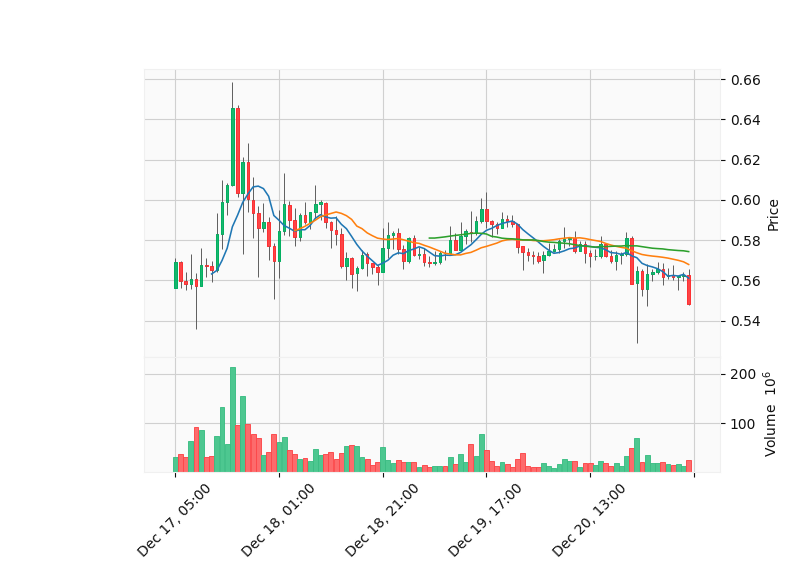 0.66
0.64
0.62
0.60
0.58
0.56
0.54
Price
200
100
Volume 10⁶
Dec 17, 05:00
Dec 18, 01:00
Dec 18, 21:00
Dec 19, 17:00
Dec 20, 13:00